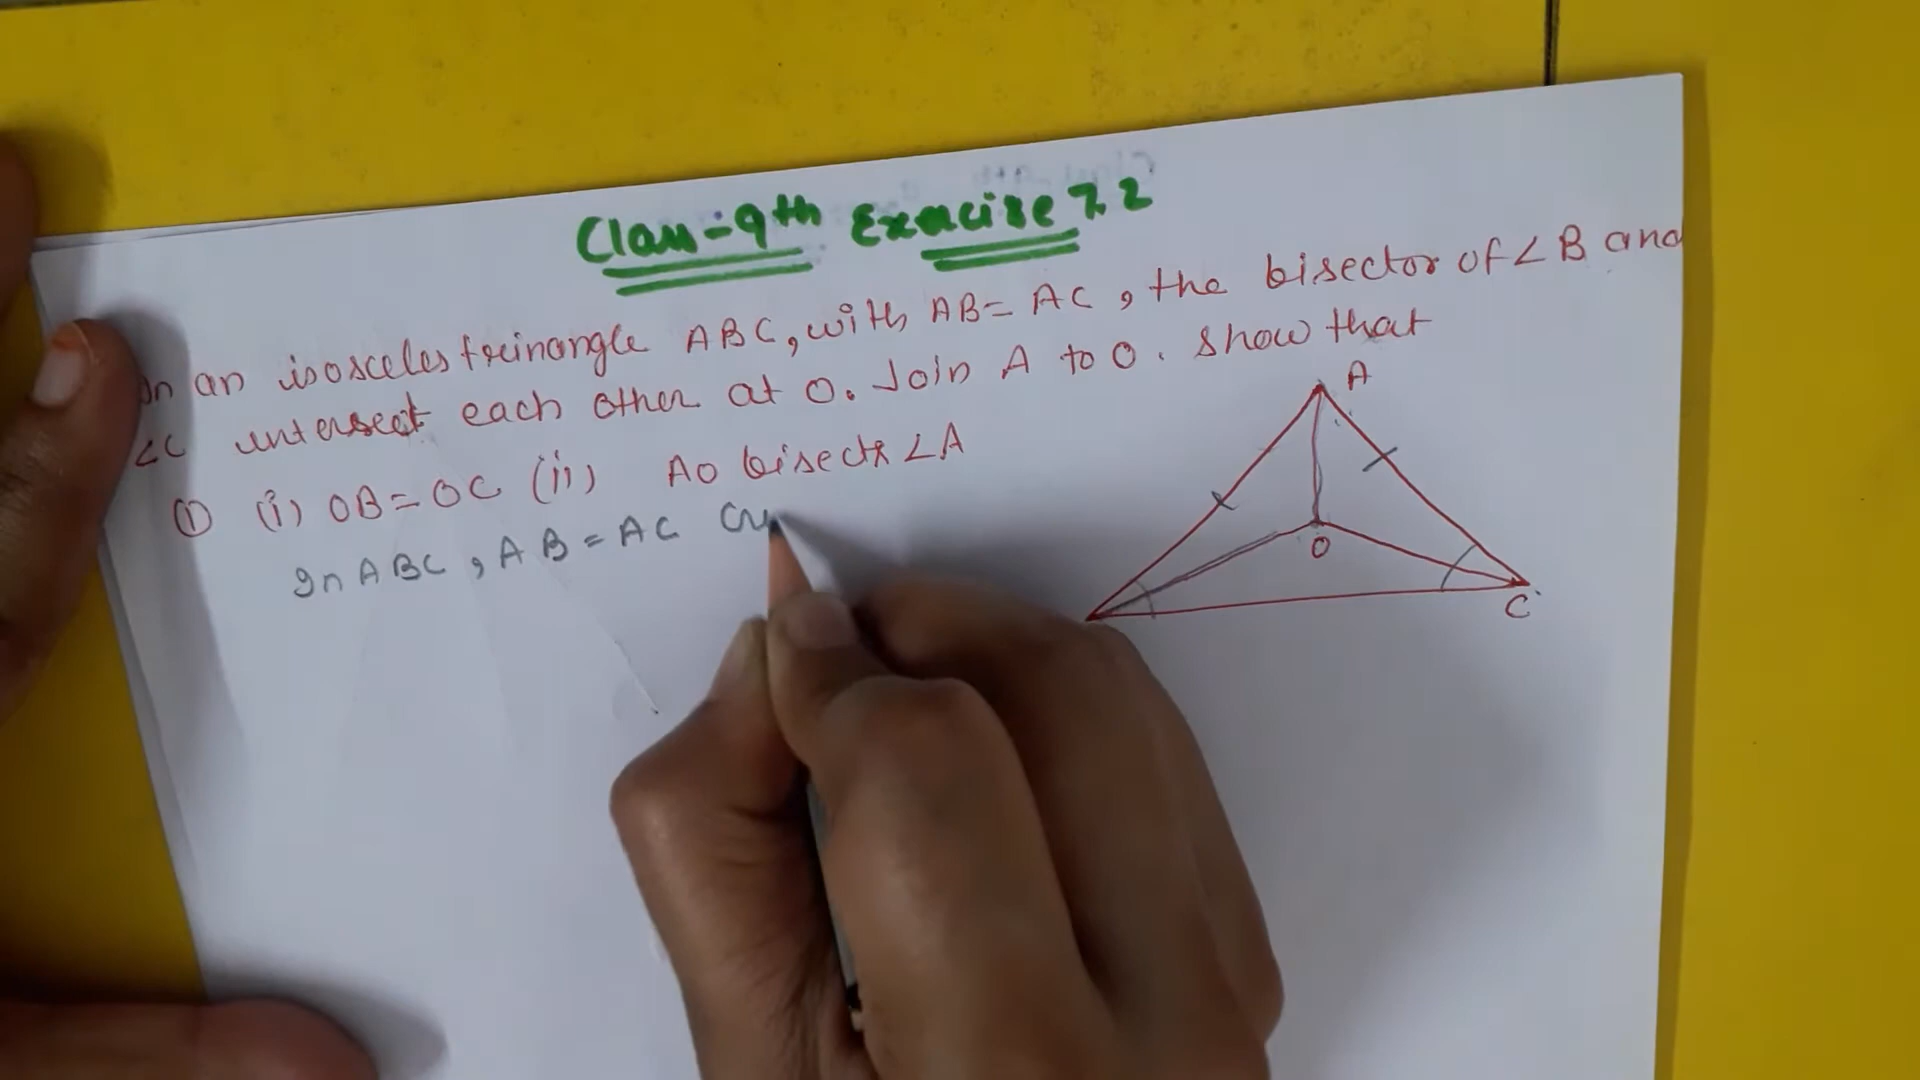 Class-9th Exercise 7.2
In an isosceles treinangle ABC, with AB=AC, the bisector of ∠B and
∠C intersect each other at O. Join A to O. Show that
① (i) OB=OC (ii) AO bisects ∠A
In ABC, AB=AC
A
O
C